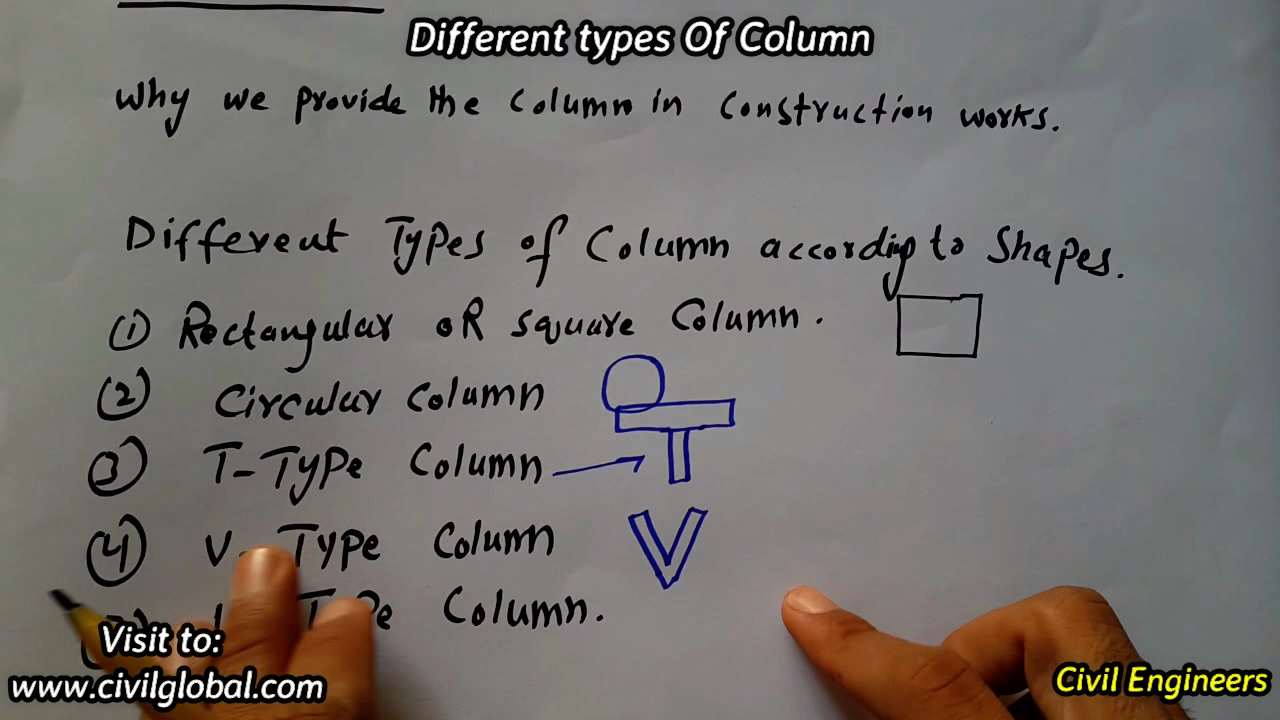 Different types Of Column
Why we provide the Column in Construction works.
Different Types of Column according to Shapes.
(1) Rectangular OR square Column.
(2) Circular Column
(3) T-Type Column
(4) V-Type Column
Type Column.
Visit to:
www.civilglobal.com
Civil Engineers